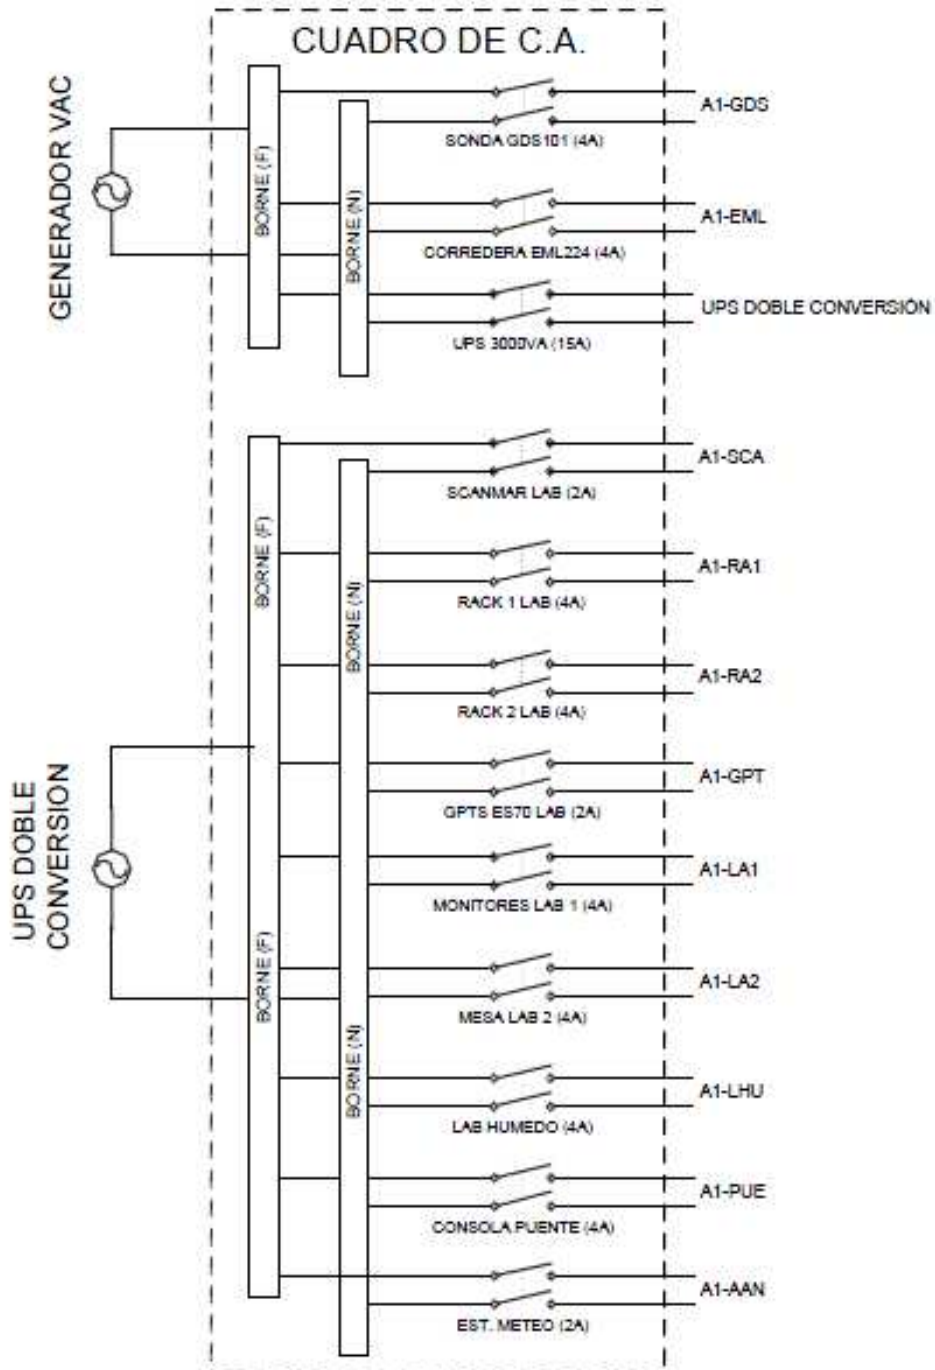 CUADRO DE C.A.
GENERADOR VAC
BORNE (F)
BORNE (N)
A1-GDS
SONDA GDS101 (4A)
A1-EML
CORREDERA EML224 (4A)
UPS DOBLE CONVERSIÓN
UPS 3000VA (15A)
UPS DOBLE
CONVERSION
BORNE (F)
BORNE (N)
BORNE (F)
BORNE (N)
A1-SCA
SCANMAR LAB (2A)
A1-RA1
RACK 1 LAB (4A)
A1-RA2
RACK 2 LAB (4A)
A1-GPT
GPTS ES70 LAB (2A)
A1-LA1
MONITORES LAB 1 (4A)
A1-LA2
MESA LAB 2 (4A)
A1-LHU
LAB HUMEDO (4A)
A1-PUE
CONSOLA PUENTE (4A)
A1-AAN
EST. METEO (2A)